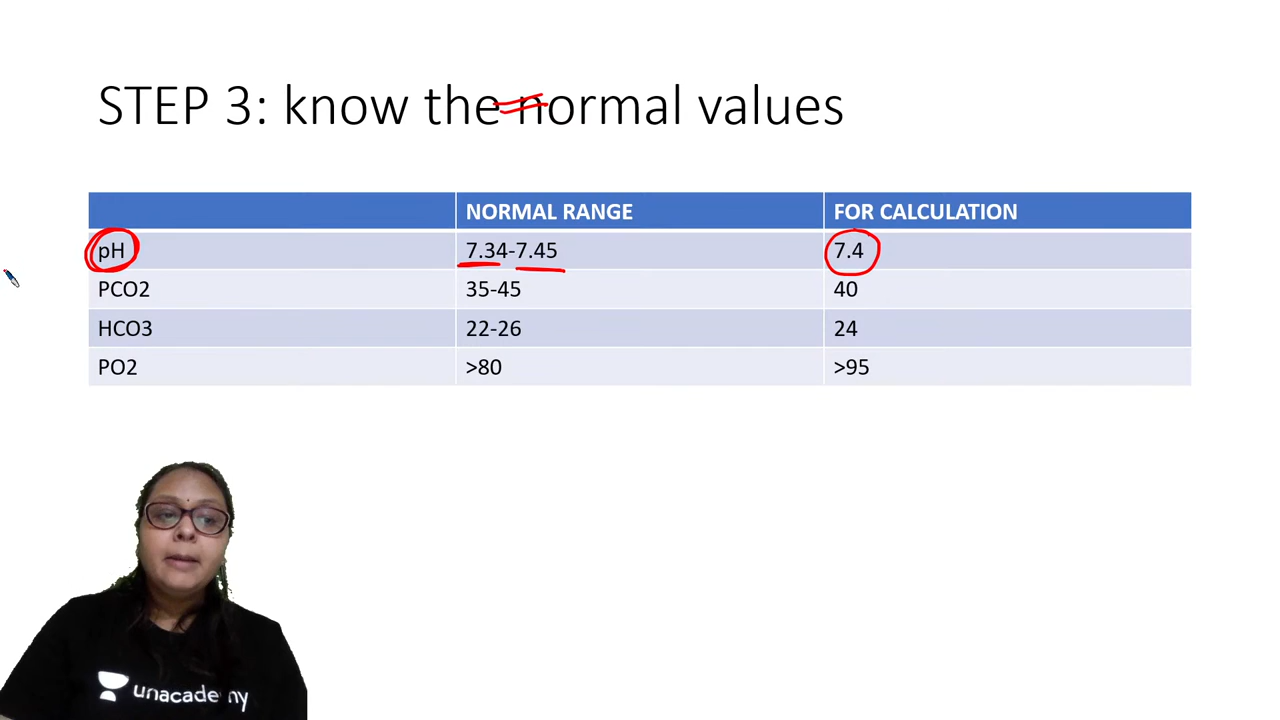 STEP 3: know the normal values
NORMAL RANGE FOR CALCULATION
pH 7.34-7.45 7.4
PCO2 35-45 40
HCO3 22-26 24
PO2 >80 >95
unacademy